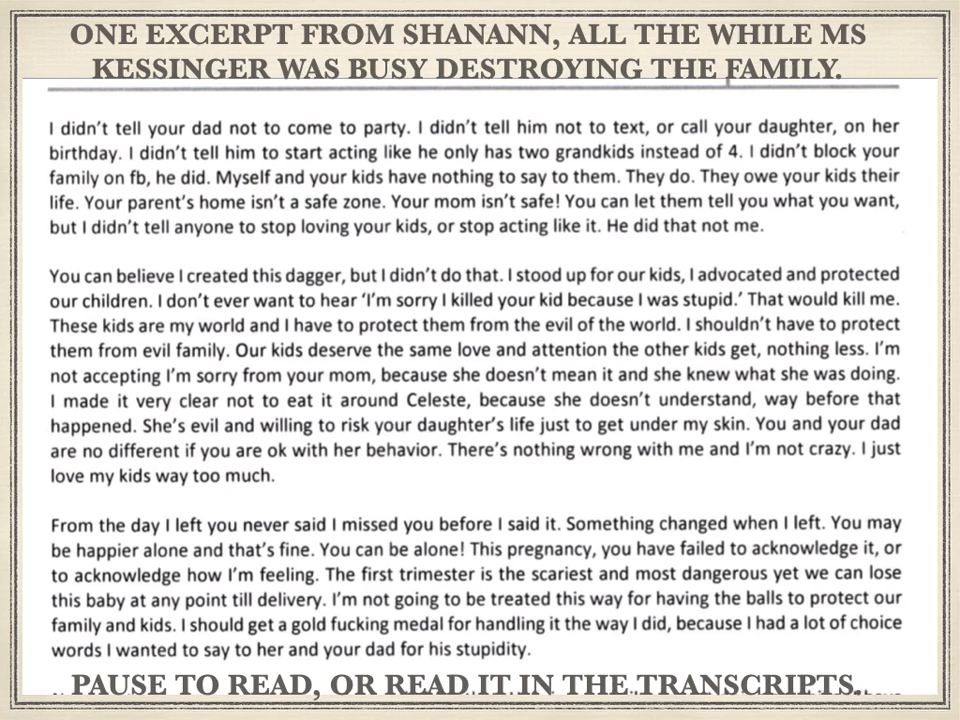 ONE EXCERPT FROM SHANANN, ALL THE WHILE MS
KESSINGER WAS BUSY DESTROYING THE FAMILY.
I didn't tell your dad not to come to party. I didn't tell him not to text, or call your daughter, on her
birthday. I didn't tell him to start acting like he only has two grandkids instead of 4. I didn't block your
family on fb, he did. Myself and your kids have nothing to say to them. They do. They owe your kids their
life. Your parent's home isn't a safe zone. Your mom isn't safe! You can let them tell you what you want,
but I didn't tell anyone to stop loving your kids, or stop acting like it. He did that not me.
You can believe I created this dagger, but I didn't do that. I stood up for our kids, I advocated and protected
our children. I don't ever want to hear 'I'm sorry I killed your kid because I was stupid.' That would kill me.
These kids are my world and I have to protect them from the evil of the world. I shouldn't have to protect
them from evil family. Our kids deserve the same love and attention the other kids get, nothing less. I'm
not accepting I'm sorry from your mom, because she doesn't mean it and she knew what she was doing.
I made it very clear not to eat it around Celeste, because she doesn't understand, way before that
happened. She's evil and willing to risk your daughter's life just to get under my skin. You and your dad
are no different if you are ok with her behavior. There's nothing wrong with me and I'm not crazy. I just
love my kids way too much.
From the day I left you never said I missed you before I said it. Something changed when I left. You may
be happier alone and that's fine. You can be alone! This pregnancy, you have failed to acknowledge it, or
to acknowledge how I'm feeling. The first trimester is the scariest and most dangerous yet we can lose
this baby at any point till delivery. I'm not going to be treated this way for having the balls to protect our
family and kids. I should get a gold fucking medal for handling it the way I did, because I had a lot of choice
words I wanted to say to her and your dad for his stupidity.
PAUSE TO READ, OR READ IT IN THE TRANSCRIPTS.